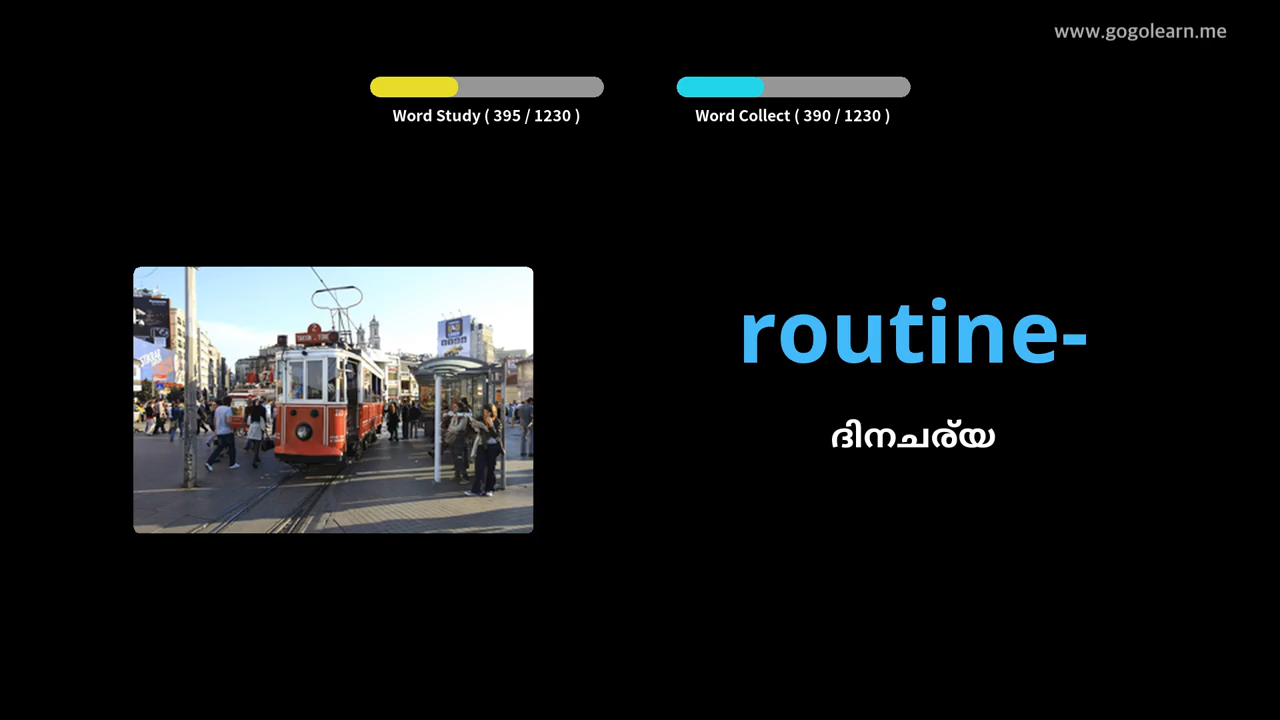 www.gogolearn.me
Word Study ( 395 / 1230 )
Word Collect ( 390 / 1230 )
routine-
ദിനചര്യ